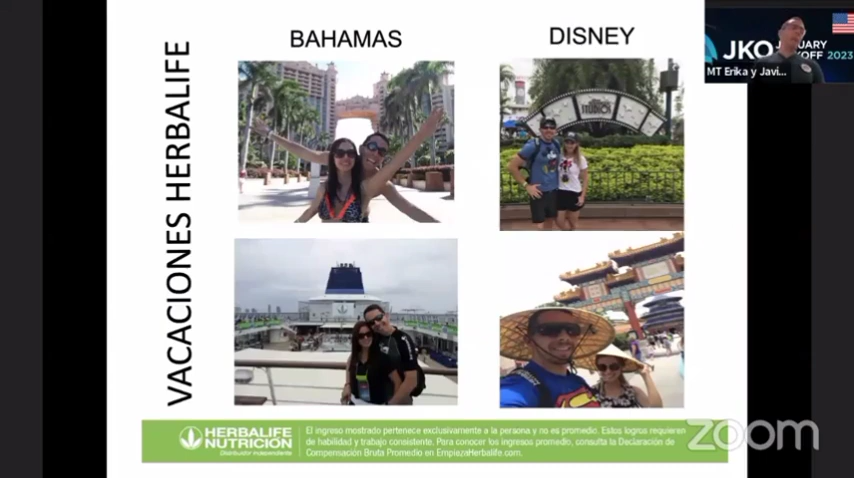 VACACIONES HERBALIFE
BAHAMAS
DISNEY
JKO JANUARY
KICKOFF 2023
MT Erika y Javi...
HERBALIFE
NUTRICION
Distribuidor Independiente
El ingreso mostrado pertenece exclusivamente a la persona y no es promedio. Estos logros requieren
de habilidad y trabajo consistente. Para conocer los ingresos promedio, consulta la Declaración de
Compensación Bruta Promedio en EmpiezaHerbalife.com.
zoom